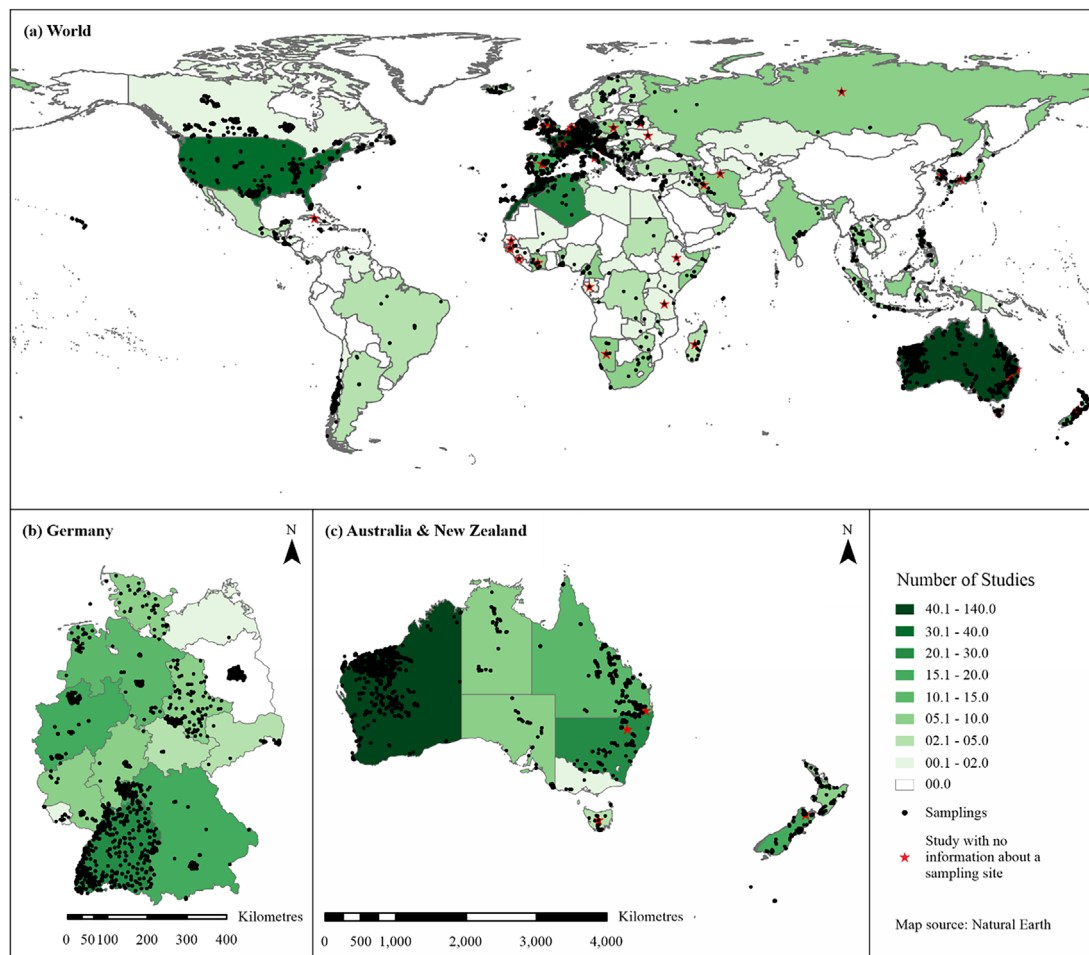 (a) World
(b) Germany
N
Kilometres
0 50 100 200 300 400
(c) Australia & New Zealand
N
Kilometres
0 500 1,000 2,000 3,000 4,000
Number of Studies
40.1 - 140.0
30.1 - 40.0
20.1 - 30.0
15.1 - 20.0
10.1 - 15.0
05.1 - 10.0
02.1 - 05.0
00.1 - 02.0
00.0
Samplings
Study with no
information about a
sampling site
Map source: Natural Earth